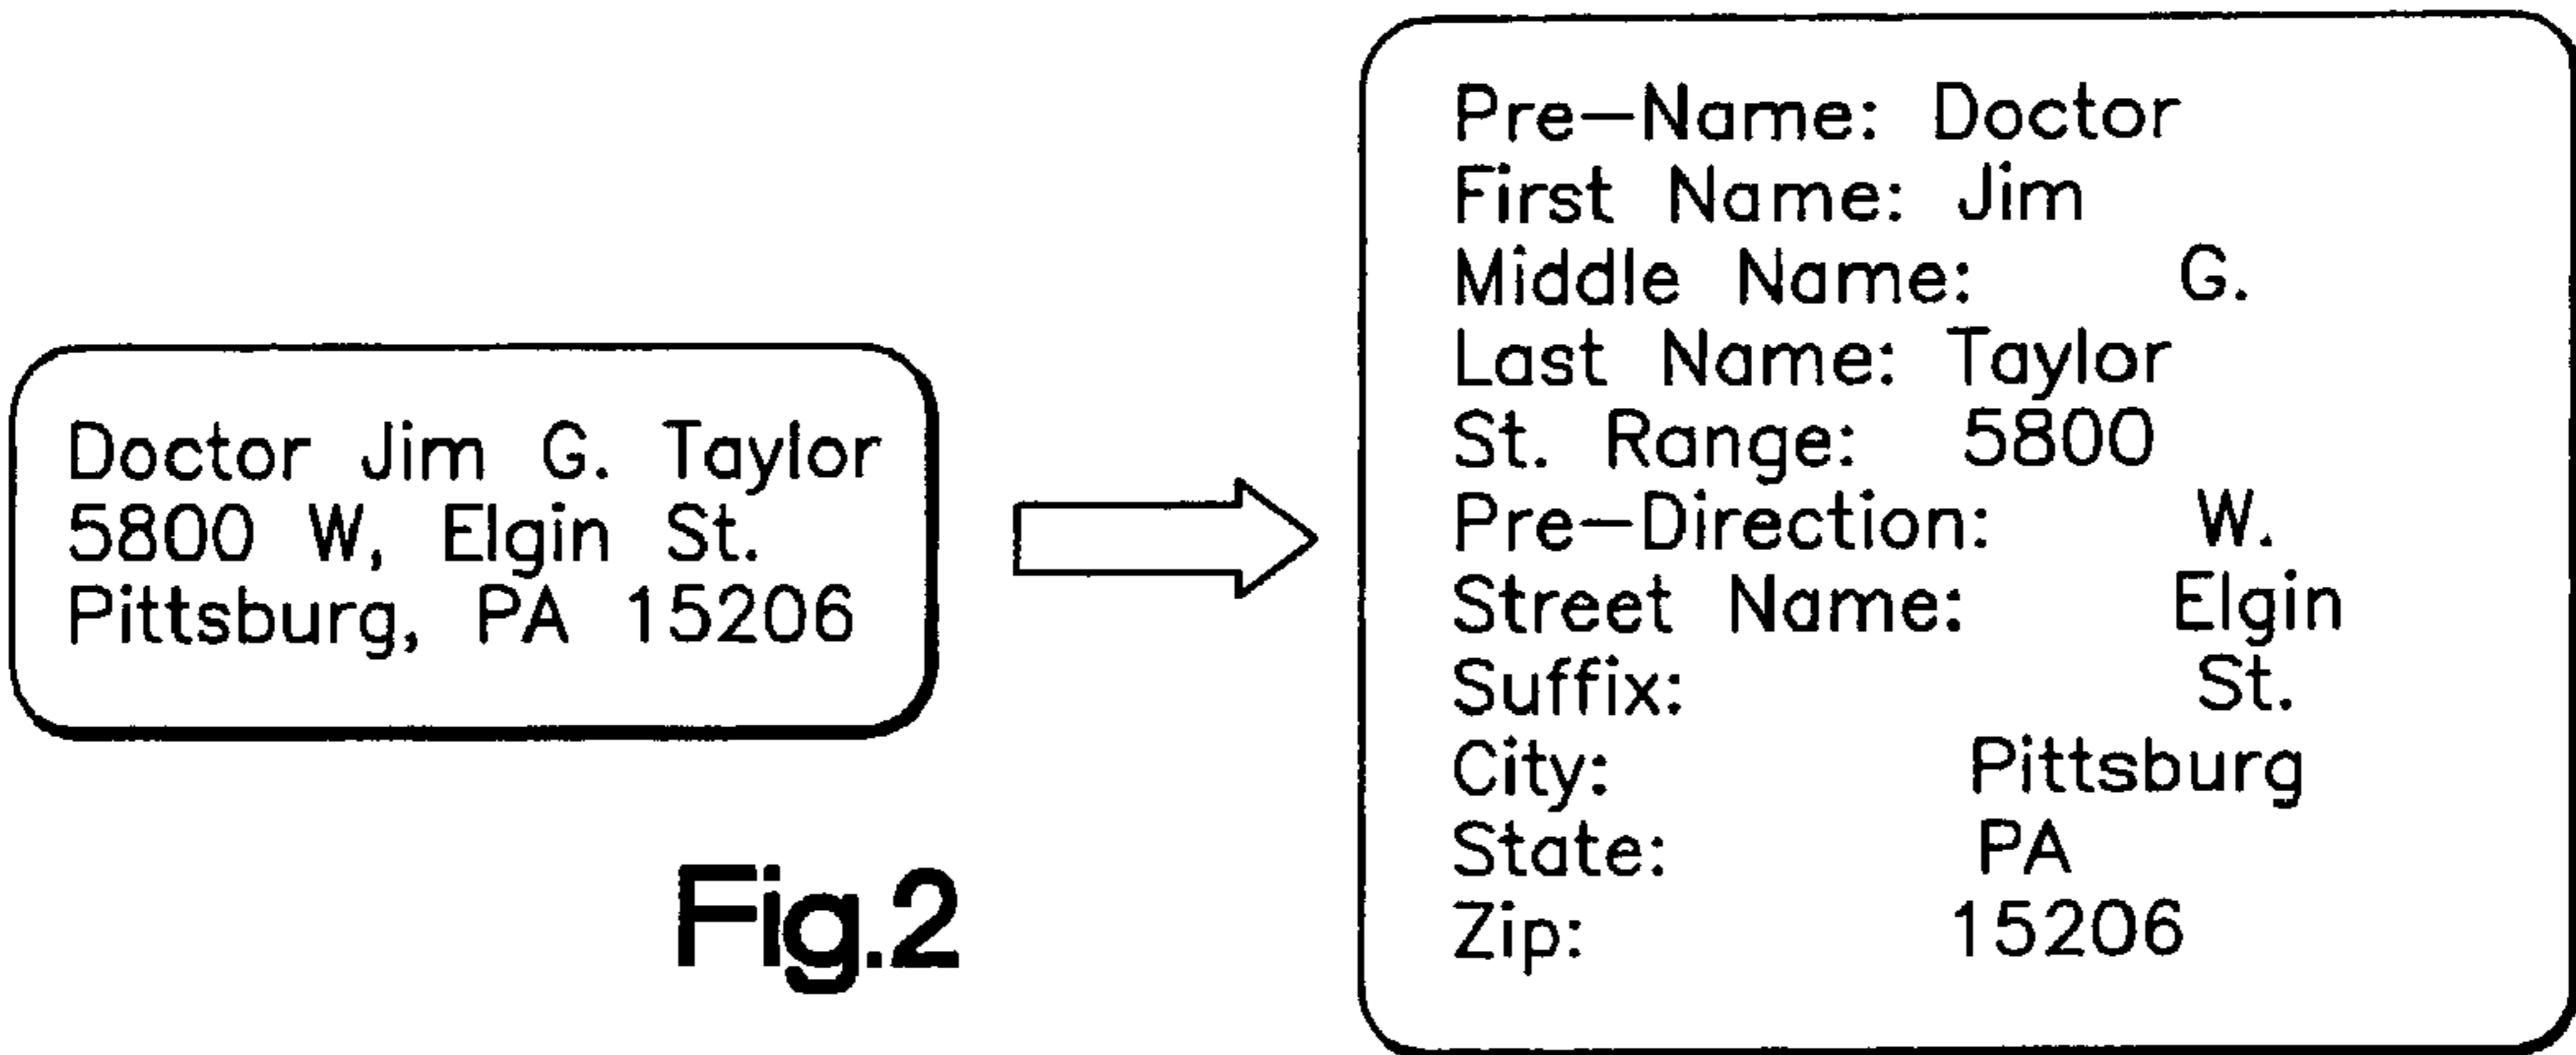 Doctor Jim G. Taylor
5800 W, Elgin St.
Pittsburg, PA 15206
Pre-Name: Doctor
First Name: Jim
Middle Name: G.
Last Name: Taylor
St. Range: 5800
Pre-Direction: W.
Street Name: Elgin
Suffix: St.
City: Pittsburg
State: PA
Zip: 15206
Fig.2